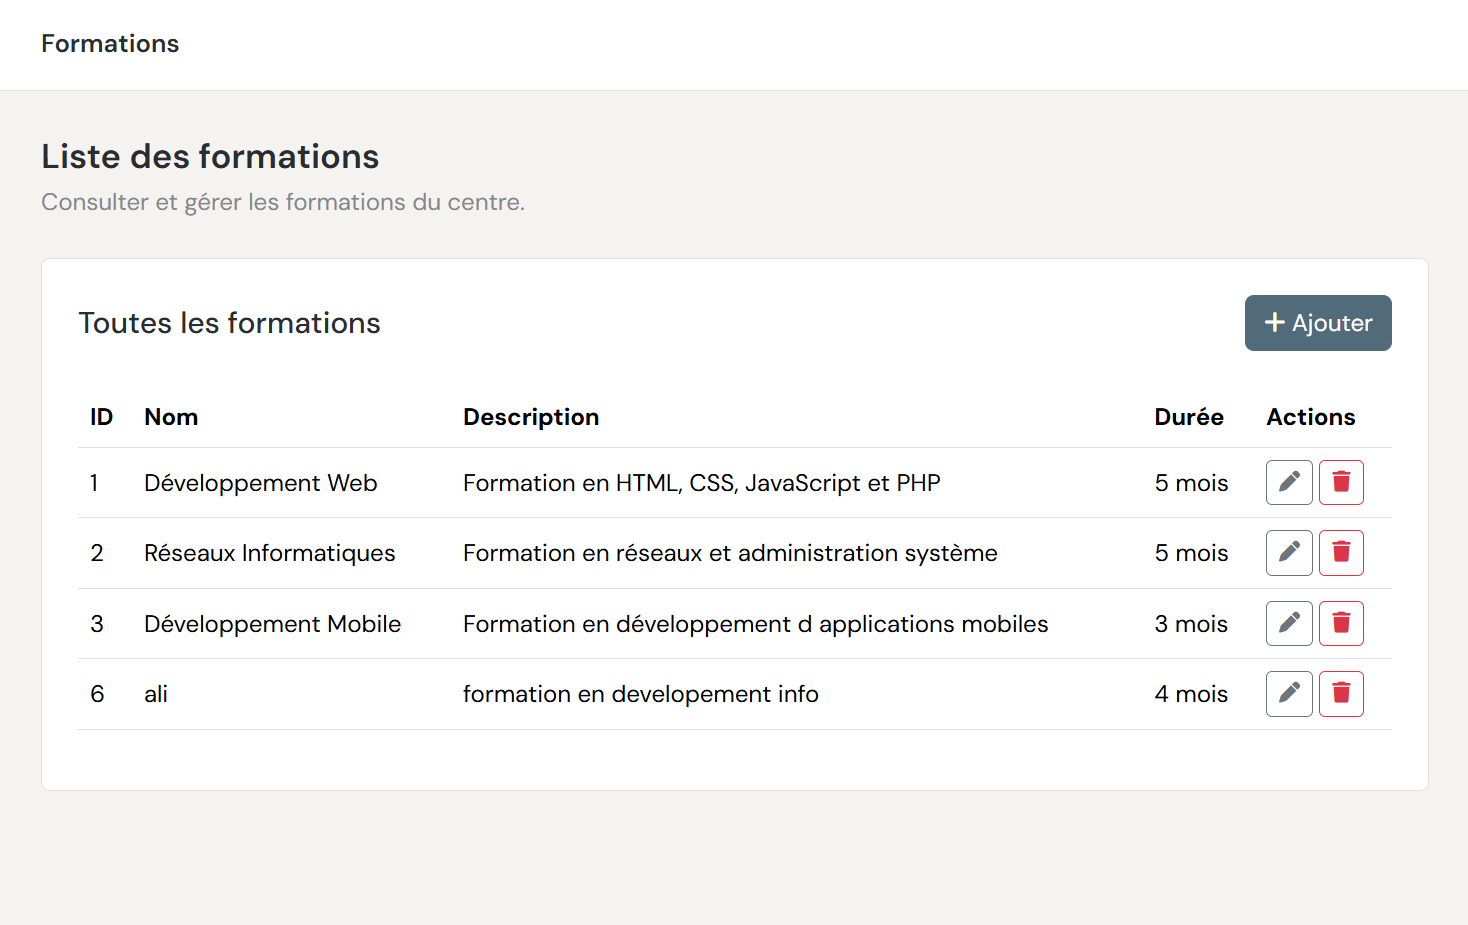 Formations
Liste des formations
Consulter et gérer les formations du centre.
Toutes les formations
+ Ajouter
ID Nom Description Durée Actions
1 Développement Web Formation en HTML, CSS, JavaScript et PHP 5 mois
2 Réseaux Informatiques Formation en réseaux et administration système 5 mois
3 Développement Mobile Formation en développement d applications mobiles 3 mois
6 ali formation en developement info 4 mois